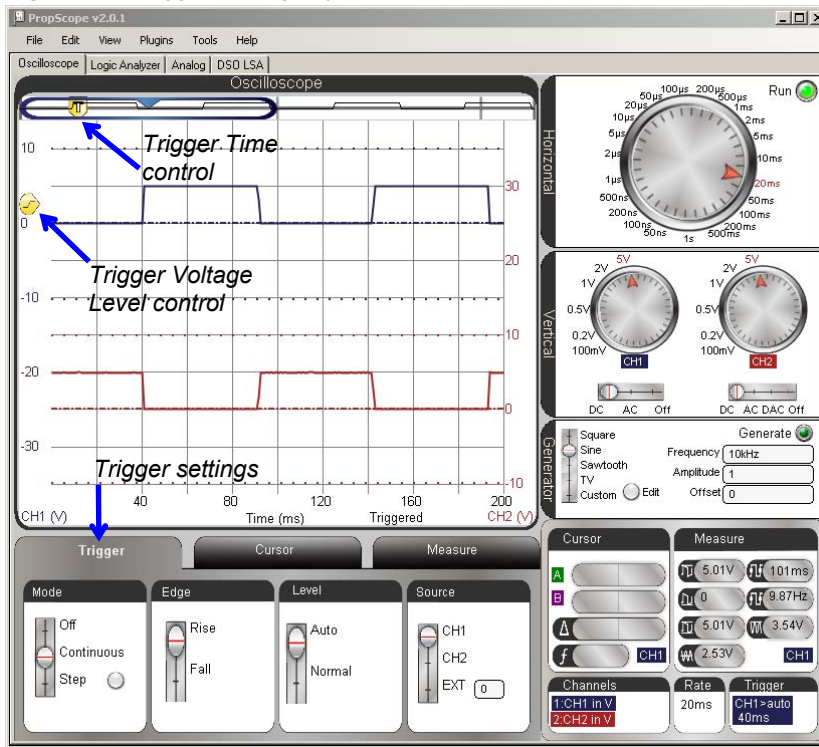 PropScope v2.0.1
File Edit View Plugins Tools Help
Oscilloscope Logic Analyzer Analog DSO LSA
Oscilloscope
T
Trigger Time
control
Trigger Voltage
Level control
Trigger settings
10
0
-10
-20
-30
30
20
10
0
-10
40 80 120 160 200
CH1 (V) Time (ms) Triggered CH2 (V)
Horizontal
Run
50ns
100ns
200ns
500ns
1µs
2µs
5µs
10µs
20µs
50µs
100µs
200µs
500µs
1ms
2ms
5ms
10ms
20ms
50ms
100ms
200ms
500ms
1s
Vertical
5V
2V
1V
0.5V
0.2V
100mV
CH1
DC AC Off
5V
2V
1V
0.5V
0.2V
100mV
CH2
DC AC DAC Off
Generator
Square
Sine
Sawtooth
TV
Custom Edit
Generate
Frequency 10kHz
Amplitude 1
Offset 0
Trigger Cursor Measure
Mode
Off
Continuous
Step
Edge
Rise
Fall
Level
Auto
Normal
Source
CH1
CH2
EXT 0
Cursor
A
B
Δ
f CH1
Measure
5.01V 101ms
0 9.87Hz
5.01V 3.54V
2.53V CH1
Channels
1:CH1 in V
2:CH2 in V
Rate
20ms
Trigger
CH1>auto
40ms